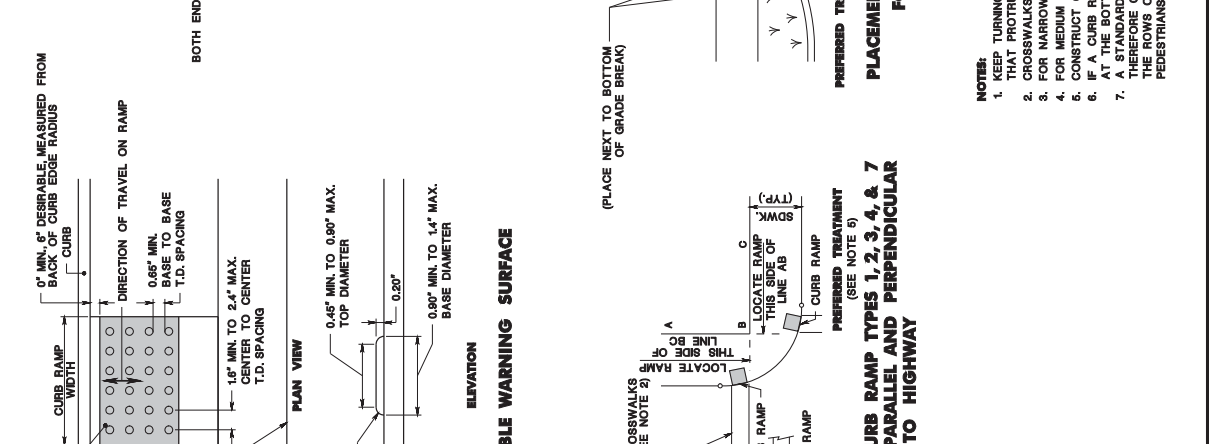 BOTH END
0" MIN., 6" DESIRABLE, MEASURED FROM
BACK OF CURB EDGE RADIUS
CURB
DIRECTION OF TRAVEL ON RAMP
0.65" MIN.
BASE TO BASE
T.D. SPACING
CURB RAMP
WIDTH
1.6" MIN. TO 2.4" MAX.
CENTER TO CENTER
T.D. SPACING
PLAN VIEW
0.45" MIN. TO 0.90" MAX.
TOP DIAMETER
0.20"
0.90" MIN. TO 1.4" MAX.
BASE DIAMETER
ELEVATION
BLE WARNING SURFACE
(PLACE NEXT TO BOTTOM
OF GRADE BREAK)
PREFERRED TR
PLACEMEN
F
OSSWALKS
EE NOTE 2)
LOCATE RAMP
THIS SIDE OF
LINE BC
A
B
C
LOCATE RAMP
THIS SIDE OF
LINE AB
SDWK.
(TYP.)
CURB RAMP
RAMP
RAMP
PREFERRED TREATMENT
(SEE NOTE 5)
URB RAMP TYPES 1, 2, 3, 4, & 7
PARALLEL AND PERPENDICULAR
TO HIGHWAY
NOTES:
1. KEEP TURNING
THAT PROTRU
2. CROSSWALKS
3. FOR NARROW
4. FOR MEDIUM
5. CONSTRUCT
6. IF A CURB R
AT THE BOTT
7. A STANDARD
THEREFORE
THE ROWS O
PEDESTRIANS